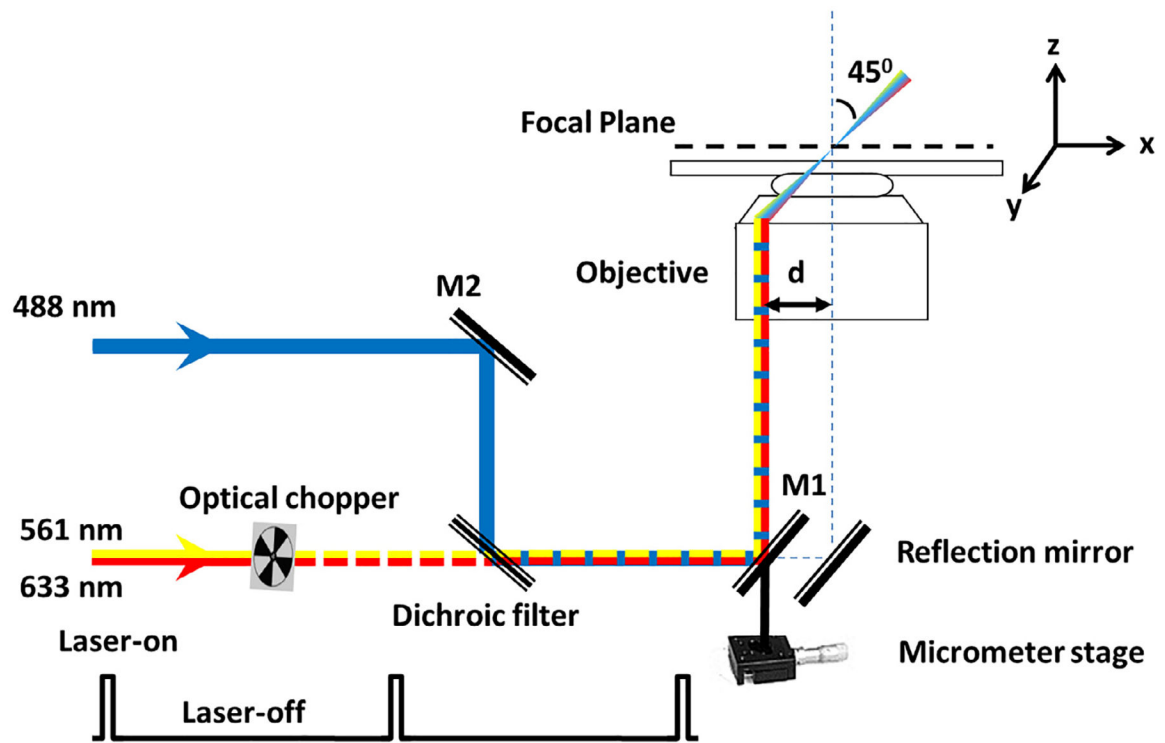 z
45⁰
Focal Plane
x
y
Objective
d
M2
488 nm
Optical chopper
M1
561 nm
633 nm
Reflection mirror
Dichroic filter
Laser-on
Micrometer stage
Laser-off